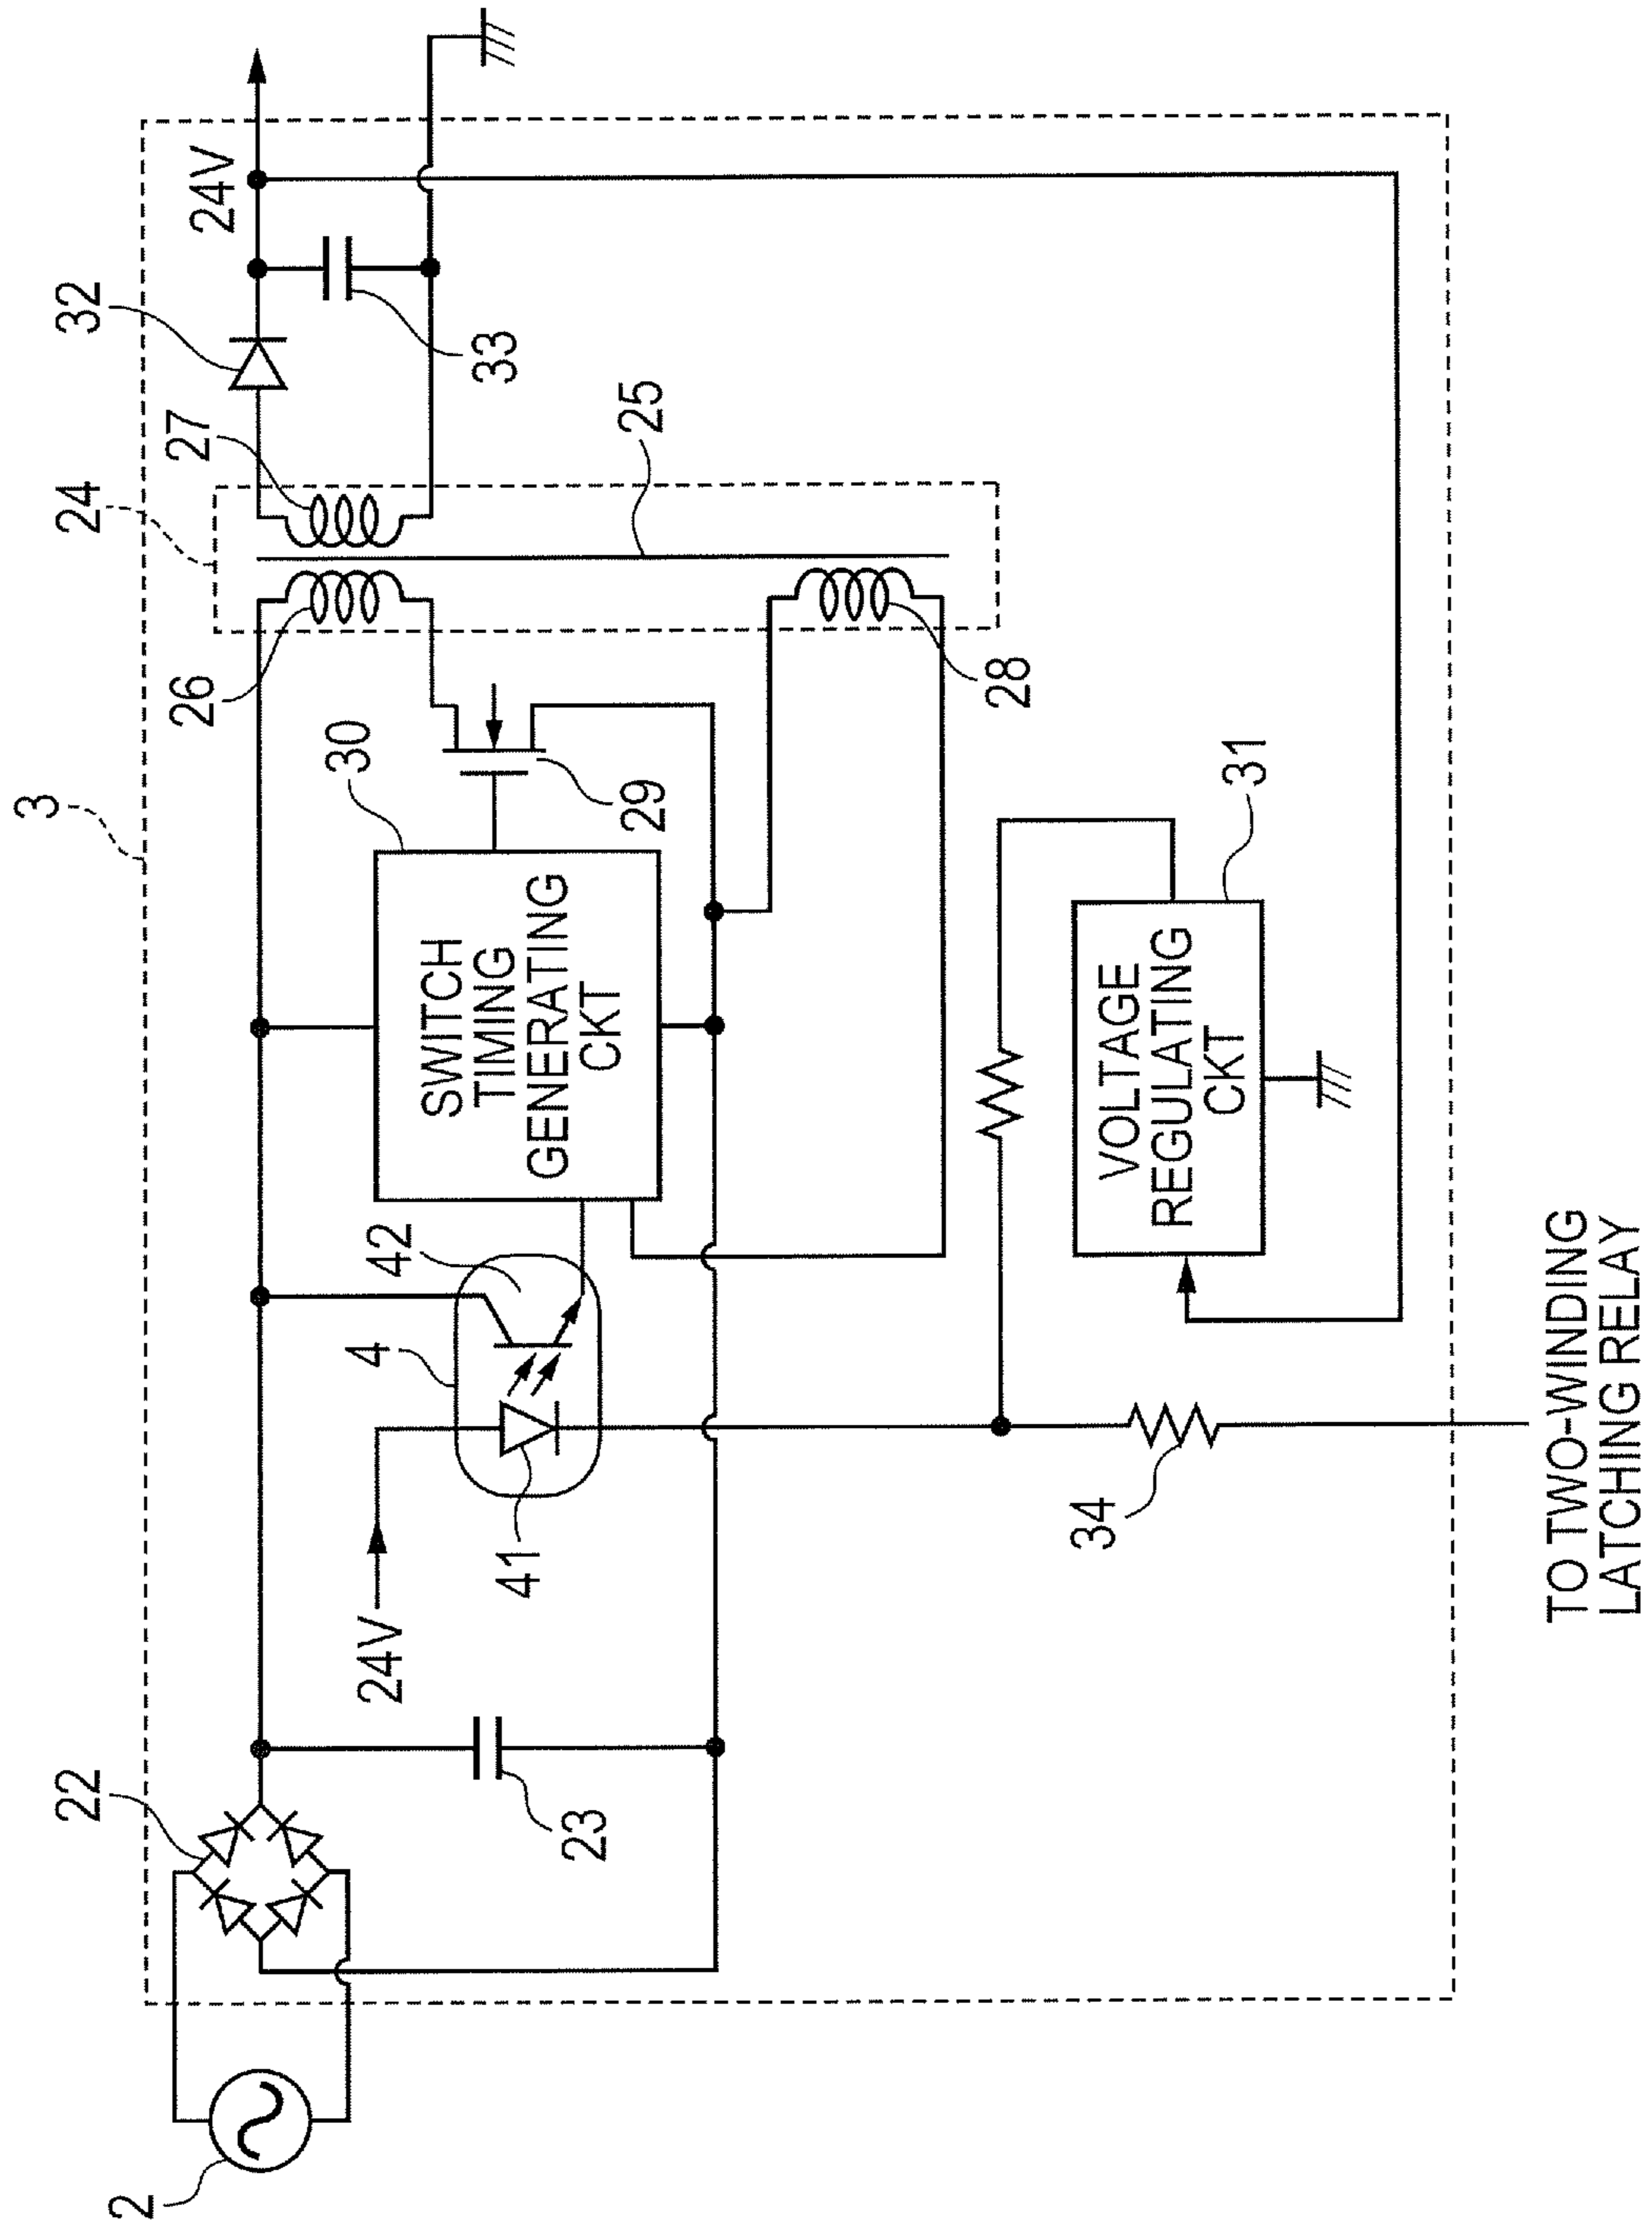 3
22
32
24
27
24V
26
30
25
33
24V
4
42
SWITCH
TIMING
GENERATING
CKT
29
28
2
23
41
34
VOLTAGE
REGULATING
CKT
31
TO TWO-WINDING
LATCHING RELAY